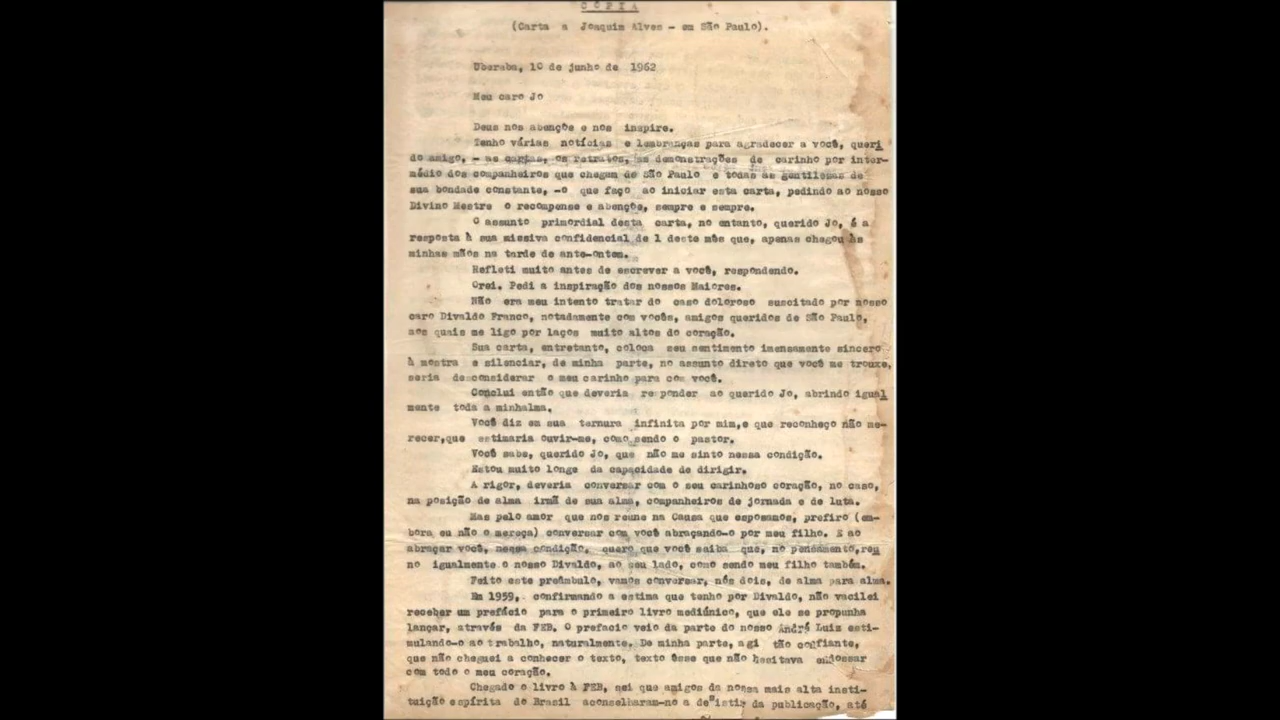 CÓPIA
(Carta a Joaquim Alves - em São Paulo).
Uberaba, 10 de junho de 1962
Meu caro Jo
Deus nos abençõe e nos inspire.
Tenho várias notícias e lembranças para agradecer a você, queri
do amigo, - as cartas, os retratos, as demonstrações de carinho por inter-
médio dos companheiros que chegam de São Paulo e todas as gentilesas de
sua bondade constante, -o que faço ao iniciar esta carta, pedindo ao nosso
Divino Mestre o recompense e abençõe, sempre e sempre.
O assunto primordial desta carta, no entanto, querido Jo, é a
resposta à sua missiva confidencial de 1 deste mês que, apenas chegou às
minhas mãos na tarde de ante-ontem.
Refleti muito antes de escrever a você, respondendo.
Orei. Pedi a inspiração dos nossos Maiores.
Não era meu intento tratar do caso doloroso suscitado por nosso
caro Divaldo Franco, notadamente com vocês, amigos queridos de São Paulo,
aos quais me ligo por laços muito altos do coração.
Sua carta, entretanto, coloca seu sentimento imensamente sincero
à mostra e silenciar, de minha parte, no assunto direto que você me trouxe,
seria desconsiderar o meu carinho para com você.
Conclui então que deveria responder ao querido Jo, abrindo igual
mente toda a minhalma.
Você diz em sua ternura infinita por mim,e que reconheço não me-
recer,que estimaria ouvir-me, como sendo o pastor.
Você sabe, querido Jo, que não me sinto nessa condição.
Estou muito longe da capacidade de dirigir.
A rigor, deveria conversar com o seu carinhoso coração, no caso,
na posição de alma irmã de sua alma, companheiros de jornada e de luta.
Mas pelo amor que nos reune na Causa que esposamos, prefiro (em-
bora eu não o mereça) conversar com você abraçando-o por meu filho. E ao
abraçar você, nessa condição, quero que você saiba que, no pensamento,reu
no igualmente o nosso Divaldo, ao seu lado, como sendo meu filho também.
Feito este preâmbulo, vamos conversar, nós dois, de alma para alma.
Em 1959, confirmando a estima que tenho por Divaldo, não vacilei
receber um prefácio para o primeiro livro mediúnico, que ele se propunha
lançar, através da FEB. O prefacio veio da parte do nosso André Luiz esti-
mulando-o ao trabalho, naturalmente. De minha parte, agi tão confiante,
que não cheguei a conhecer o texto, texto êsse que não hesitava endossar
com todo o meu coração.
Chegado o livro à FEB, sei que amigos da nossa mais alta insti-
tuição espírita do Brasil aconselharam-no a desistir da publicação, até